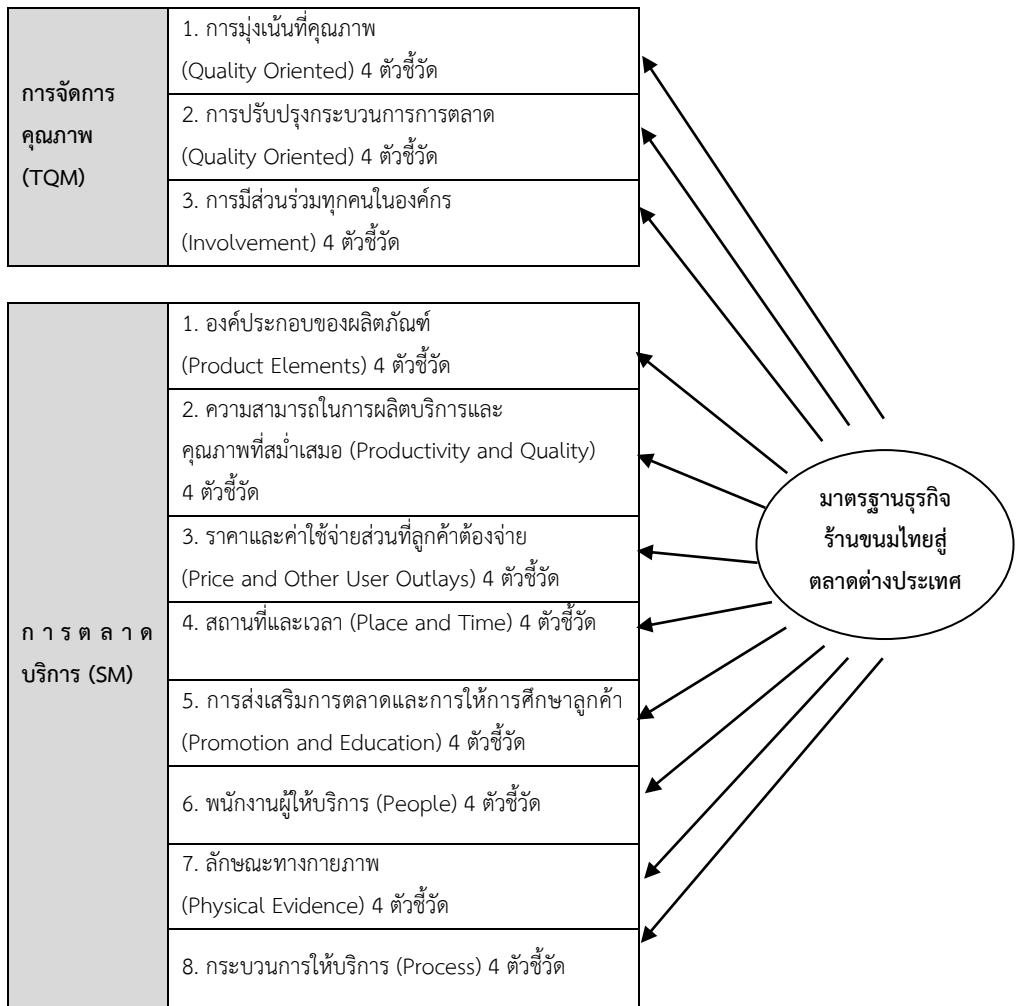 การจัดการ
คุณภาพ
(TQM)
1. การมุ่งเน้นที่คุณภาพ
(Quality Oriented) 4 ตัวชี้วัด
2. การปรับปรุงกระบวนการการตลาด
(Quality Oriented) 4 ตัวชี้วัด
3. การมีส่วนร่วมทุกคนในองค์กร
(Involvement) 4 ตัวชี้วัด
การตลาด
บริการ (SM)
1. องค์ประกอบของผลิตภัณฑ์
(Product Elements) 4 ตัวชี้วัด
2. ความสามารถในการผลิตบริการและ
คุณภาพที่สม่ำเสมอ (Productivity and Quality)
4 ตัวชี้วัด
3. ราคาและค่าใช้จ่ายส่วนที่ลูกค้าต้องจ่าย
(Price and Other User Outlays) 4 ตัวชี้วัด
4. สถานที่และเวลา (Place and Time) 4 ตัวชี้วัด
5. การส่งเสริมการตลาดและการให้การศึกษาลูกค้า
(Promotion and Education) 4 ตัวชี้วัด
6. พนักงานผู้ให้บริการ (People) 4 ตัวชี้วัด
7. ลักษณะทางกายภาพ
(Physical Evidence) 4 ตัวชี้วัด
8. กระบวนการให้บริการ (Process) 4 ตัวชี้วัด
มาตรฐานธุรกิจ
ร้านขนมไทยสู่
ตลาดต่างประเทศ